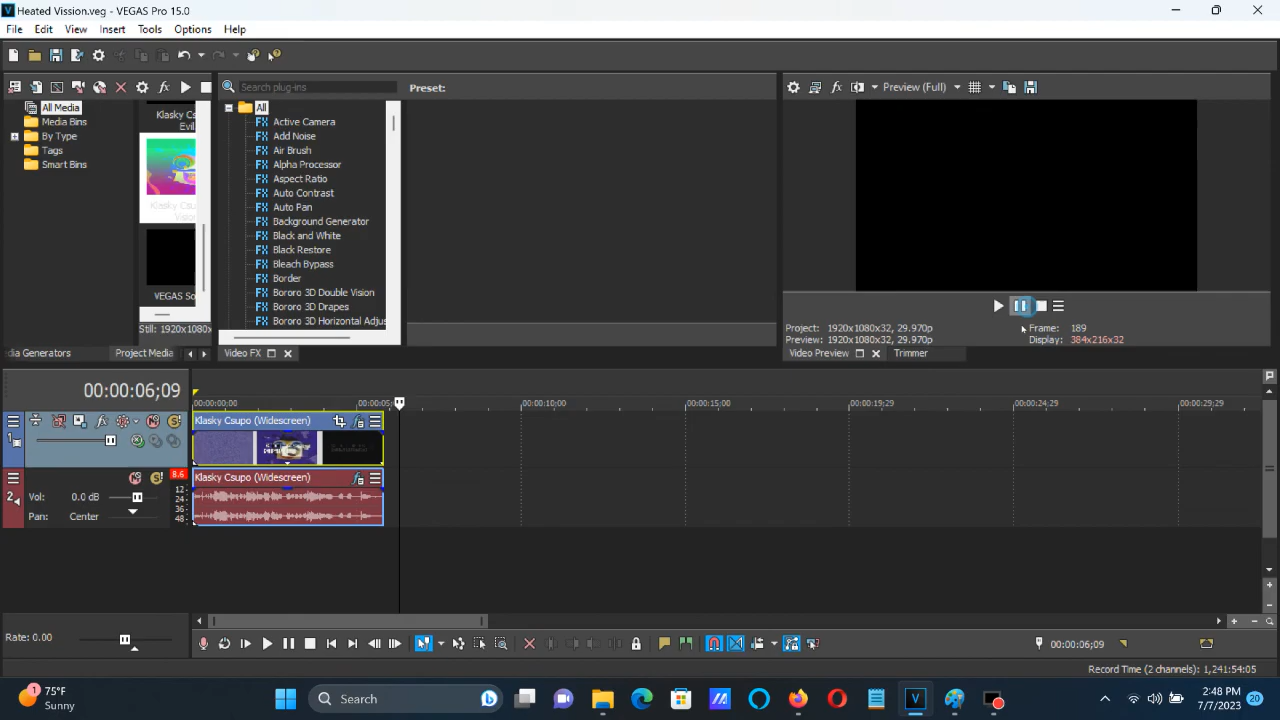 Heated Vission.veg - VEGAS Pro 15.0
File Edit View Insert Tools Options Help
Search plug-ins
Preset:
Preview (Full)
All Media
Media Bins
By Type
Tags
Smart Bins
Klasky Cs
Evil
Klasky Csu
Visio
VEGAS So
Still: 1920x1080x
All
Active Camera
Add Noise
Air Brush
Alpha Processor
Aspect Ratio
Auto Contrast
Auto Pan
Background Generator
Black and White
Black Restore
Bleach Bypass
Border
Bororo 3D Double Vision
Bororo 3D Drapes
Bororo 3D Horizontal Adjus
Project: 1920x1080x32, 29.970p
Frame: 189
Preview: 1920x1080x32, 29.970p
Display: 384x216x32
dia Generators
Project Media
Video FX
Video Preview
Trimmer
00:00:06;09
00:00:00;00
00:00:05;
00:00:10;00
00:00:15;00
00:00:19;29
00:00:24;29
00:00:29;29
Klasky Csupo (Widescreen)
1
Klasky Csupo (Widescreen)
2
8.6
Vol: 0.0 dB
Pan: Center
12
24
36
48
Rate: 0.00
00:00:06;09
Record Time (2 channels): 1,241:54:05
75°F
Sunny
1
Search
2:48 PM
7/7/2023
20